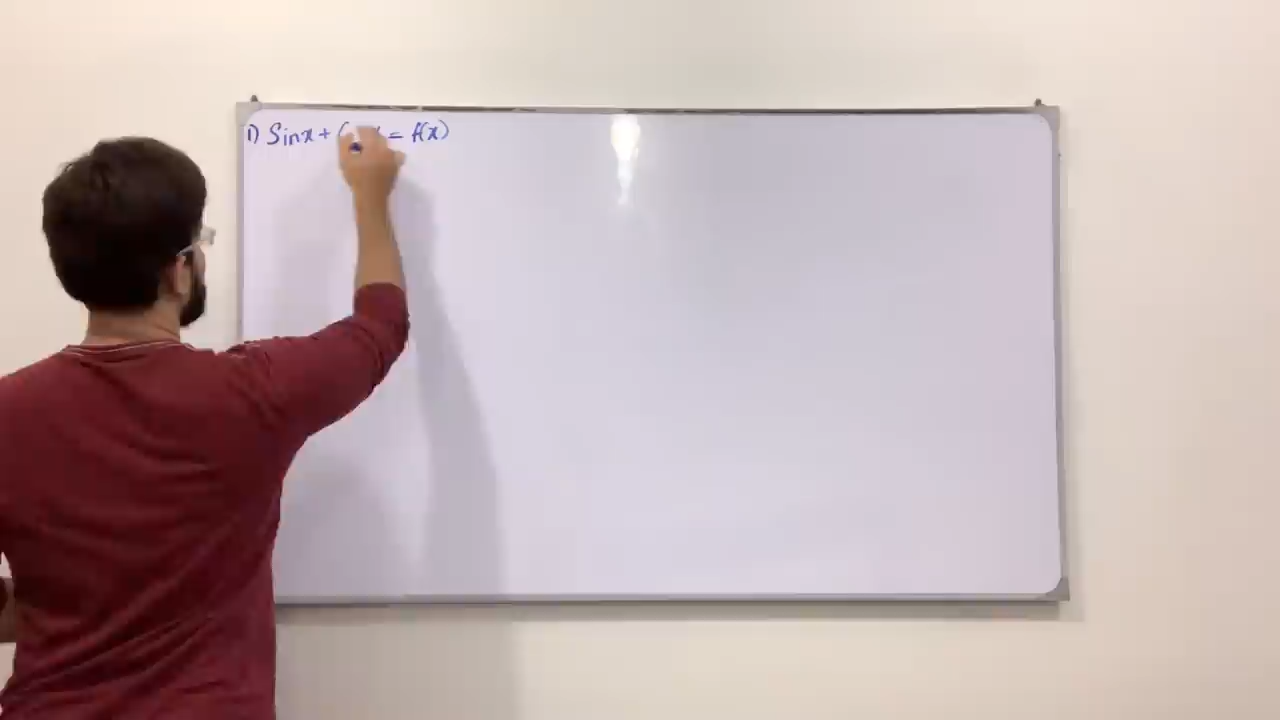 1) Sinx + = f(x)